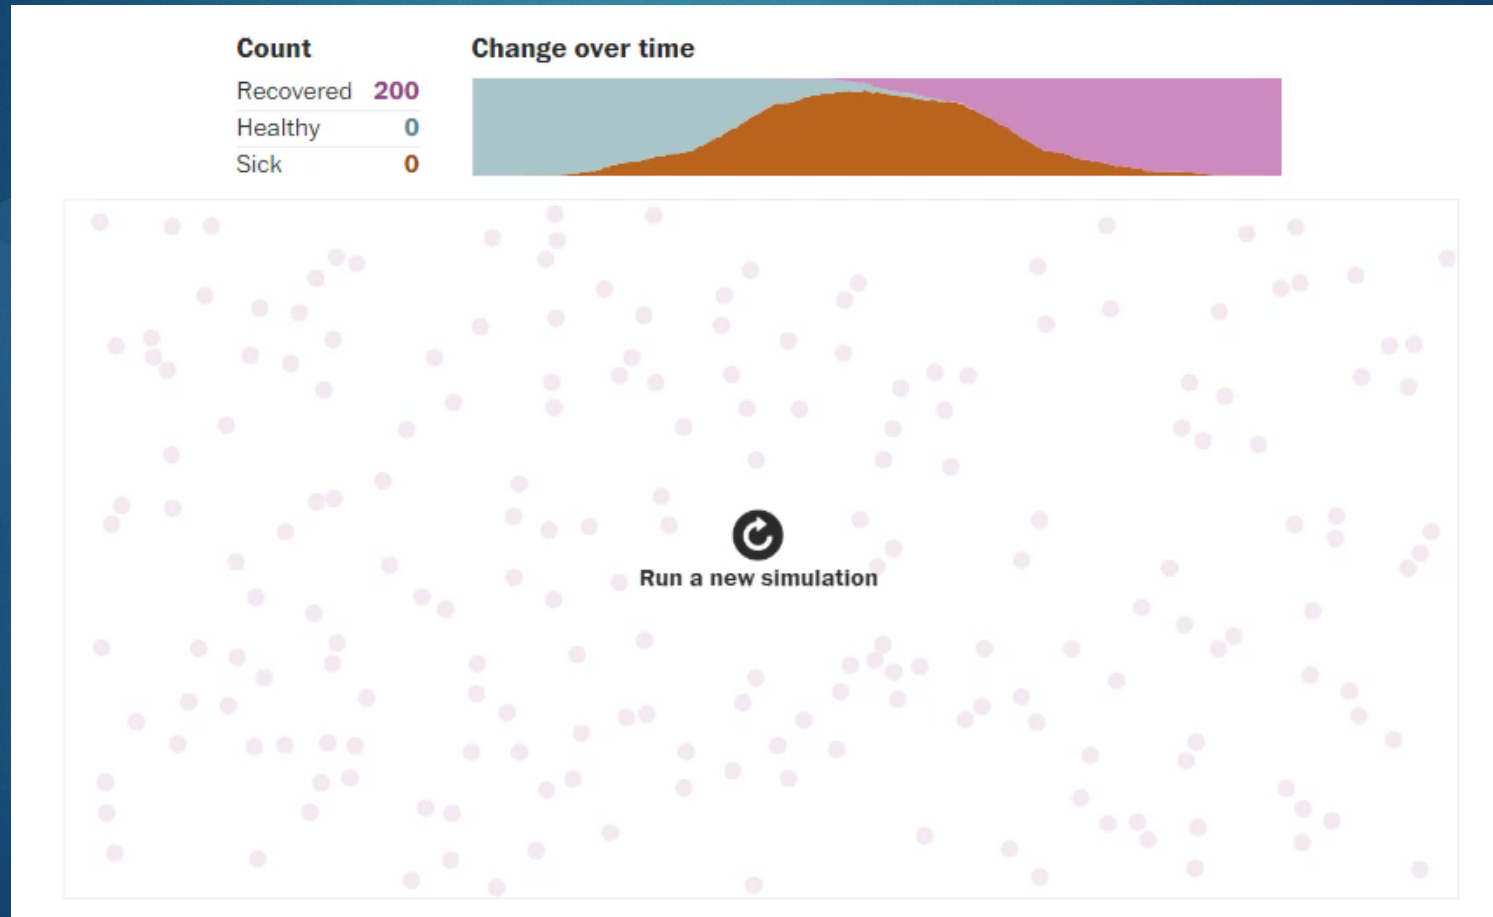 Count
Change over time
Recovered 200
Healthy 0
Sick 0
Run a new simulation